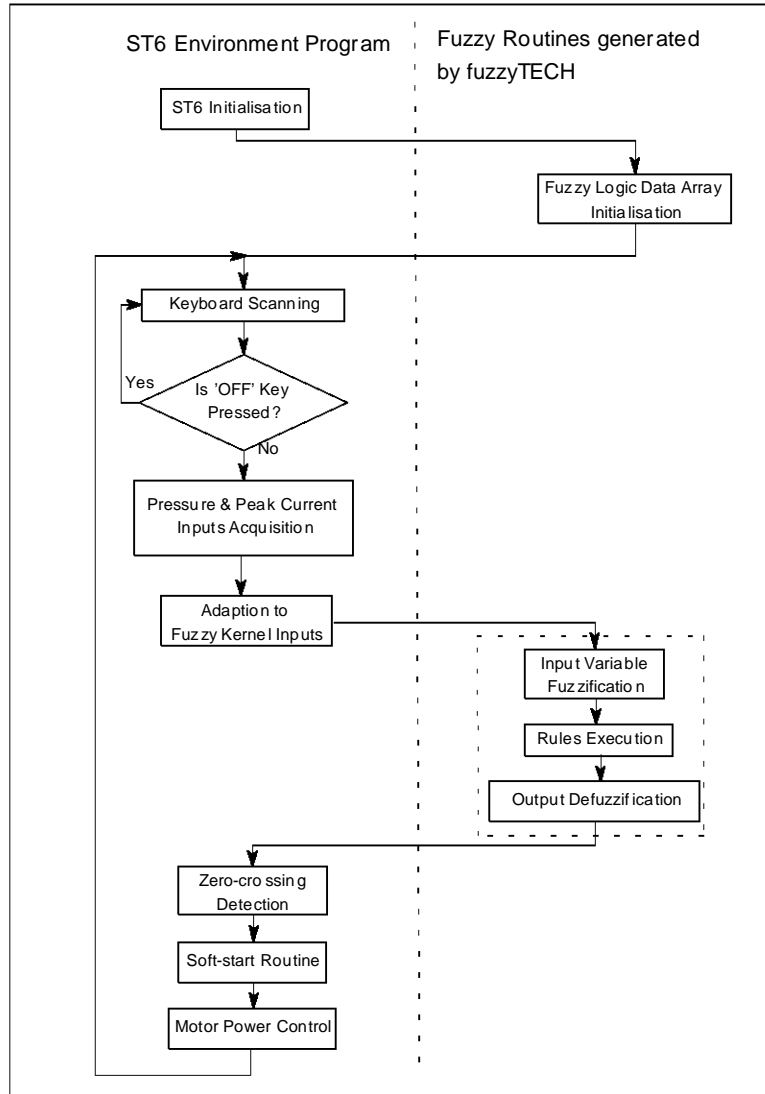 ST6 Environment Program
Fuzzy Routines generated
by fuzzyTECH
ST6 Initialisation
Fuzzy Logic Data Array
Initialisation
Keyboard Scanning
Yes
Is 'OFF' Key
Pressed?
No
Pressure & Peak Current
Inputs Acquisition
Adaption to
Fuzzy Kernel Inputs
Input Variable
Fuzzification
Rules Execution
Output Defuzzification
Zero-crossing
Detection
Soft-start Routine
Motor Power Control